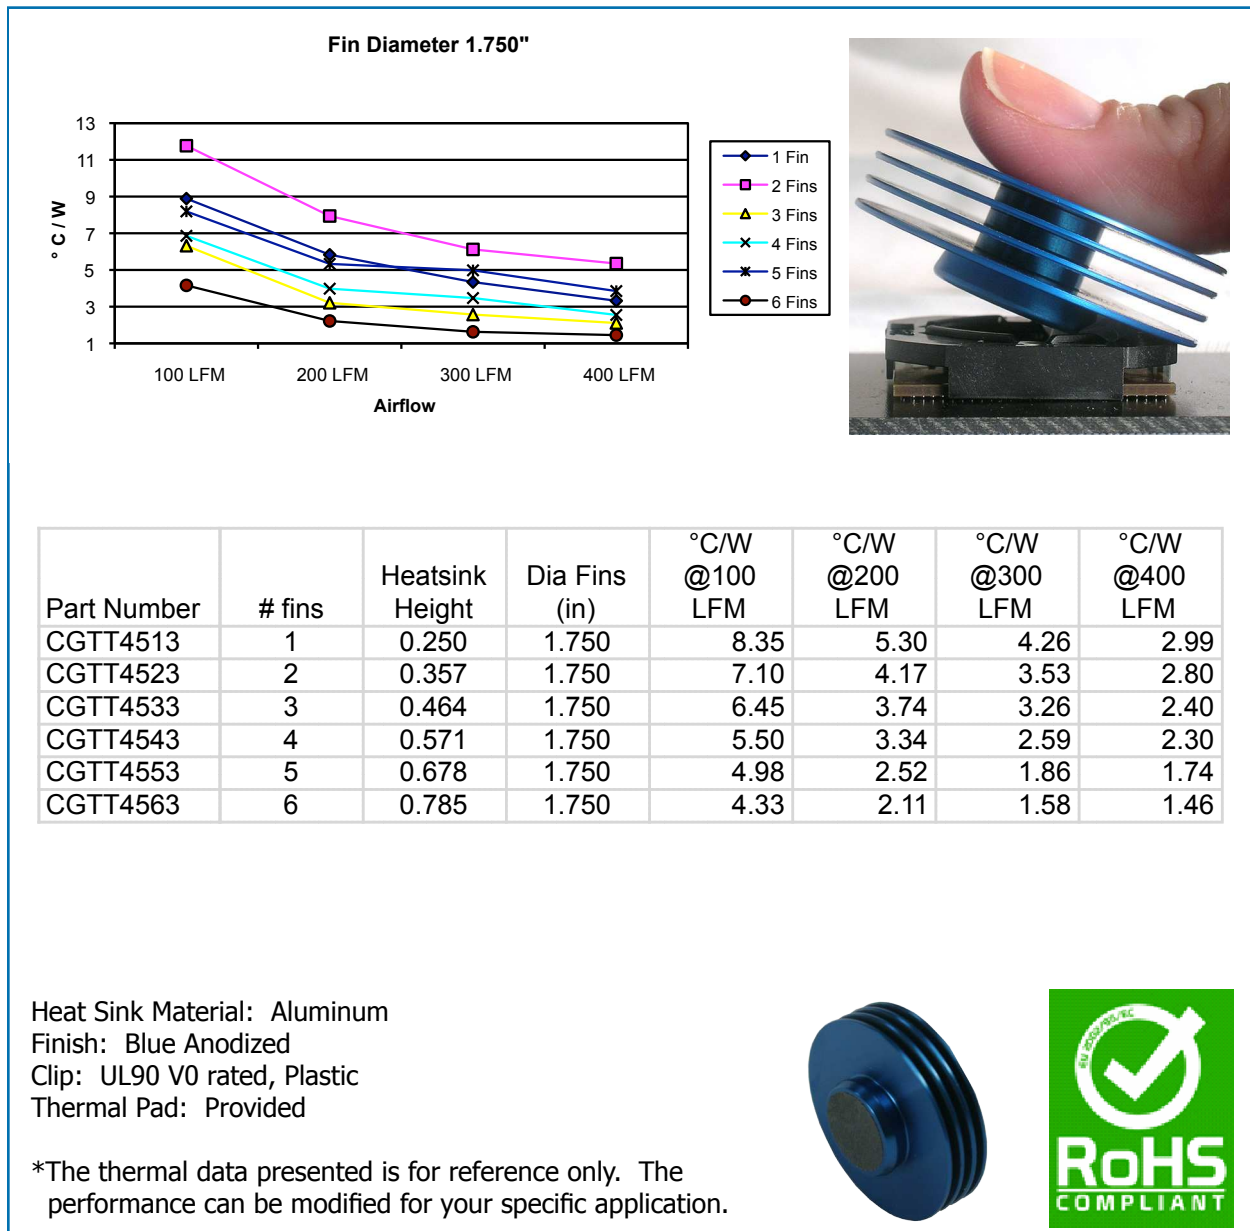 Fin Diameter 1.750"
13
11
9
7
5
3
1
° C / W
100 LFM 200 LFM 300 LFM 400 LFM
Airflow
1 Fin
2 Fins
3 Fins
4 Fins
5 Fins
6 Fins
Part Number # fins Heatsink Height Dia Fins (in) °C/W @100 LFM °C/W @200 LFM °C/W @300 LFM °C/W @400 LFM
CGTT4513 1 0.250 1.750 8.35 5.30 4.26 2.99
CGTT4523 2 0.357 1.750 7.10 4.17 3.53 2.80
CGTT4533 3 0.464 1.750 6.45 3.74 3.26 2.40
CGTT4543 4 0.571 1.750 5.50 3.34 2.59 2.30
CGTT4553 5 0.678 1.750 4.98 2.52 1.86 1.74
CGTT4563 6 0.785 1.750 4.33 2.11 1.58 1.46
Heat Sink Material: Aluminum
Finish: Blue Anodized
Clip: UL90 V0 rated, Plastic
Thermal Pad: Provided
*The thermal data presented is for reference only. The
performance can be modified for your specific application.
EU 2002/95/EC
RoHS
COMPLIANT